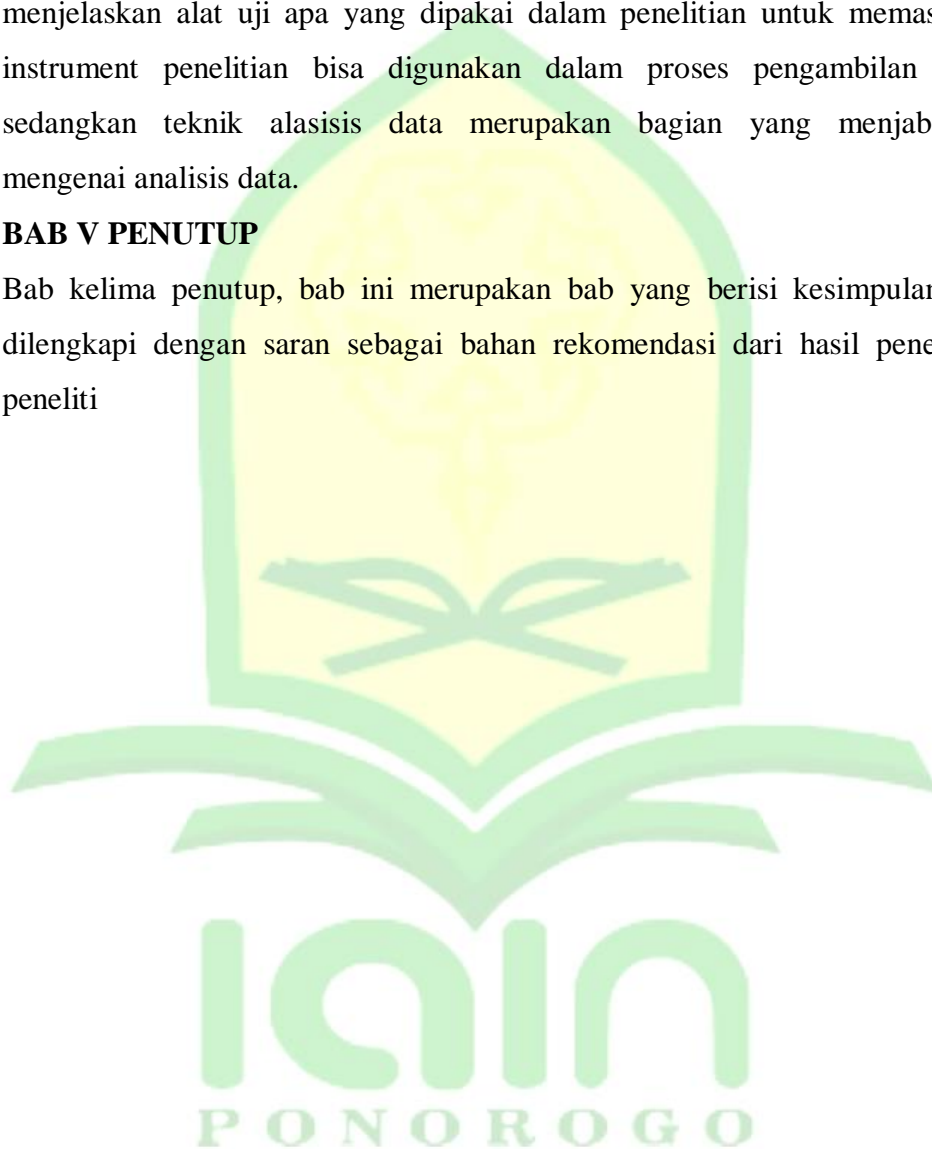 menjelaskan alat uji apa yang dipakai dalam penelitian untuk memas
instrument penelitian bisa digunakan dalam proses pengambilan
sedangkan teknik alasisis data merupakan bagian yang menjab
mengenai analisis data.
BAB V PENUTUP
Bab kelima penutup, bab ini merupakan bab yang berisi kesimpulan
dilengkapi dengan saran sebagai bahan rekomendasi dari hasil pene
peneliti
iain
PONOROGO